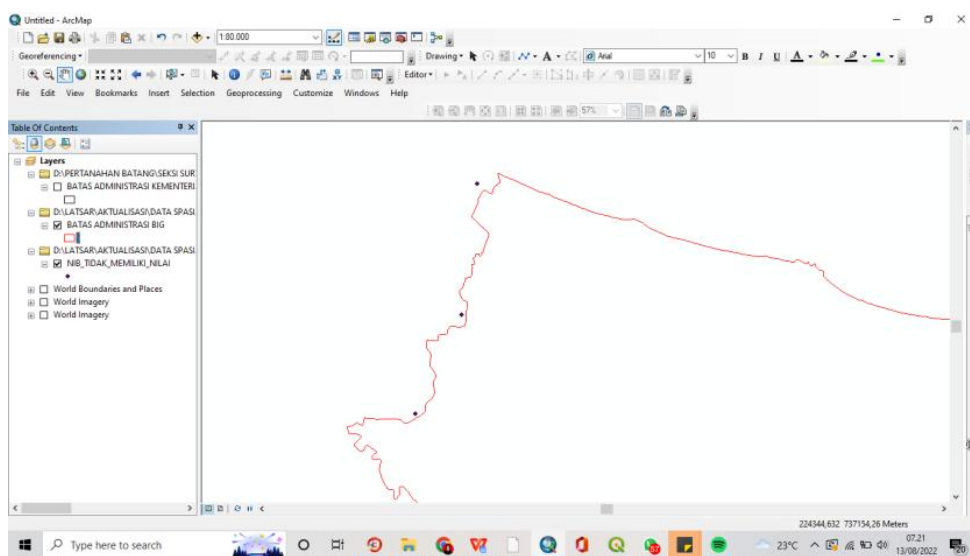 Untitled - ArcMap
1:80.000
Georeferencing
Drawing
Arial
10
B I U A
Editor
File Edit View Bookmarks Insert Selection Geoprocessing Customize Windows Help
57%
Table Of Contents
Layers
D:\PERTANAHAN BATANG\SEKSI SUR
BATAS ADMINISTRASI KEMENTERI
D:\LATSAR\AKTUALISASI\DATA SPASI
BATAS ADMINISTRASI BIG
D:\LATSAR\AKTUALISASI\DATA SPASI
NIB_TIDAK_MEMILIKI_NILAI
World Boundaries and Places
World Imagery
World Imagery
224344,632 737154,26 Meters
Type here to search
23°C
07.21
13/08/2022